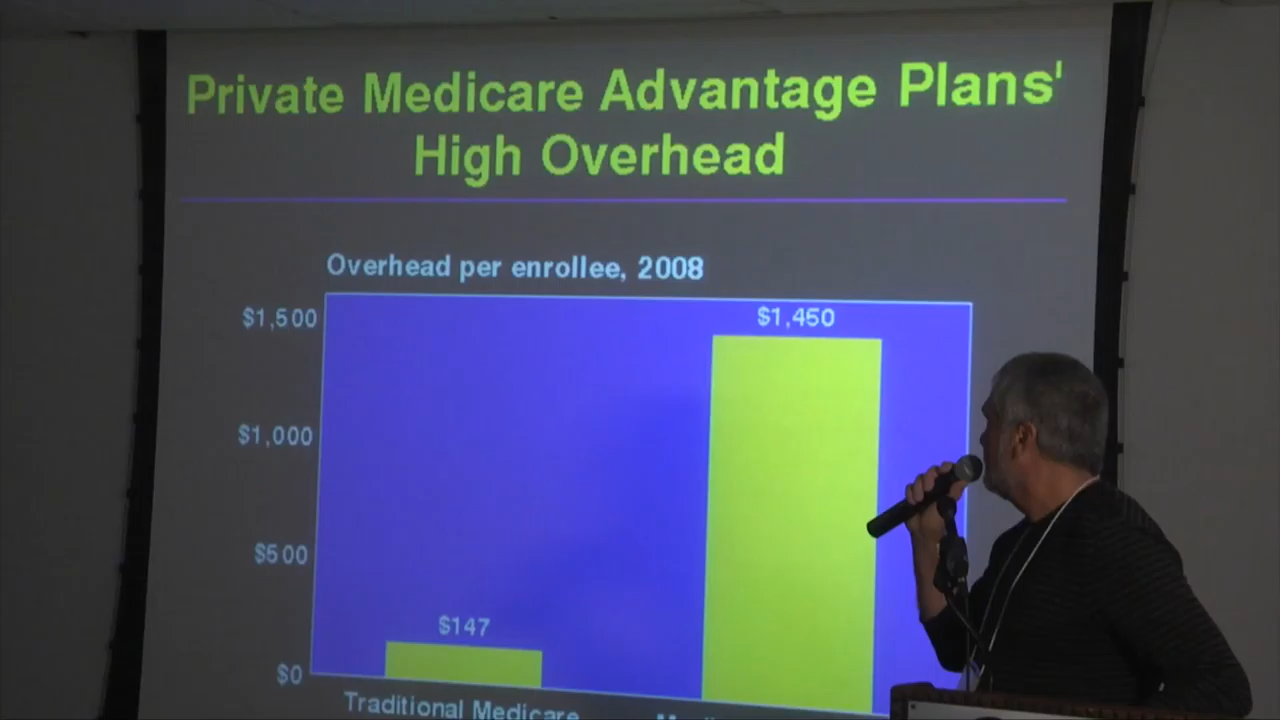 Private Medicare Advantage Plans'
High Overhead
Overhead per enrollee, 2008
$1,500
$1,450
$1,000
$500
$147
$0
Traditional Medicare